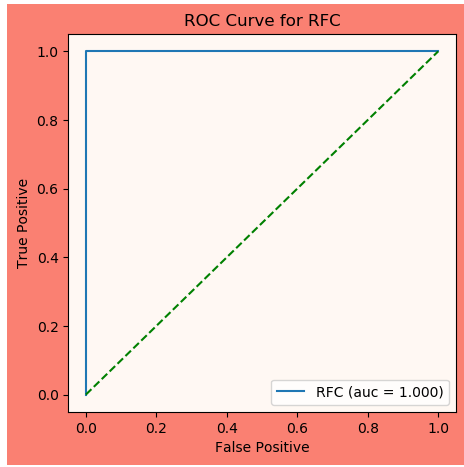 ROC Curve for RFC
True Positive
1.0
0.8
0.6
0.4
0.2
0.0
0.0 0.2 0.4 0.6 0.8 1.0
False Positive
RFC (auc = 1.000)